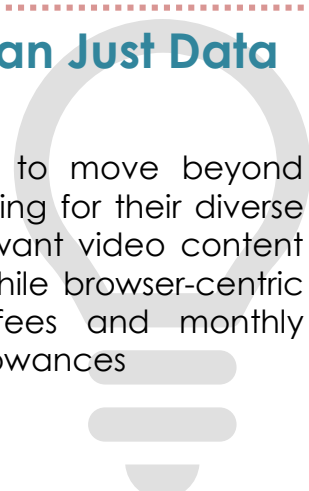 an Just Data
to move beyond
ing for their diverse
vant video content
hile browser-centric
fees and monthly
owances